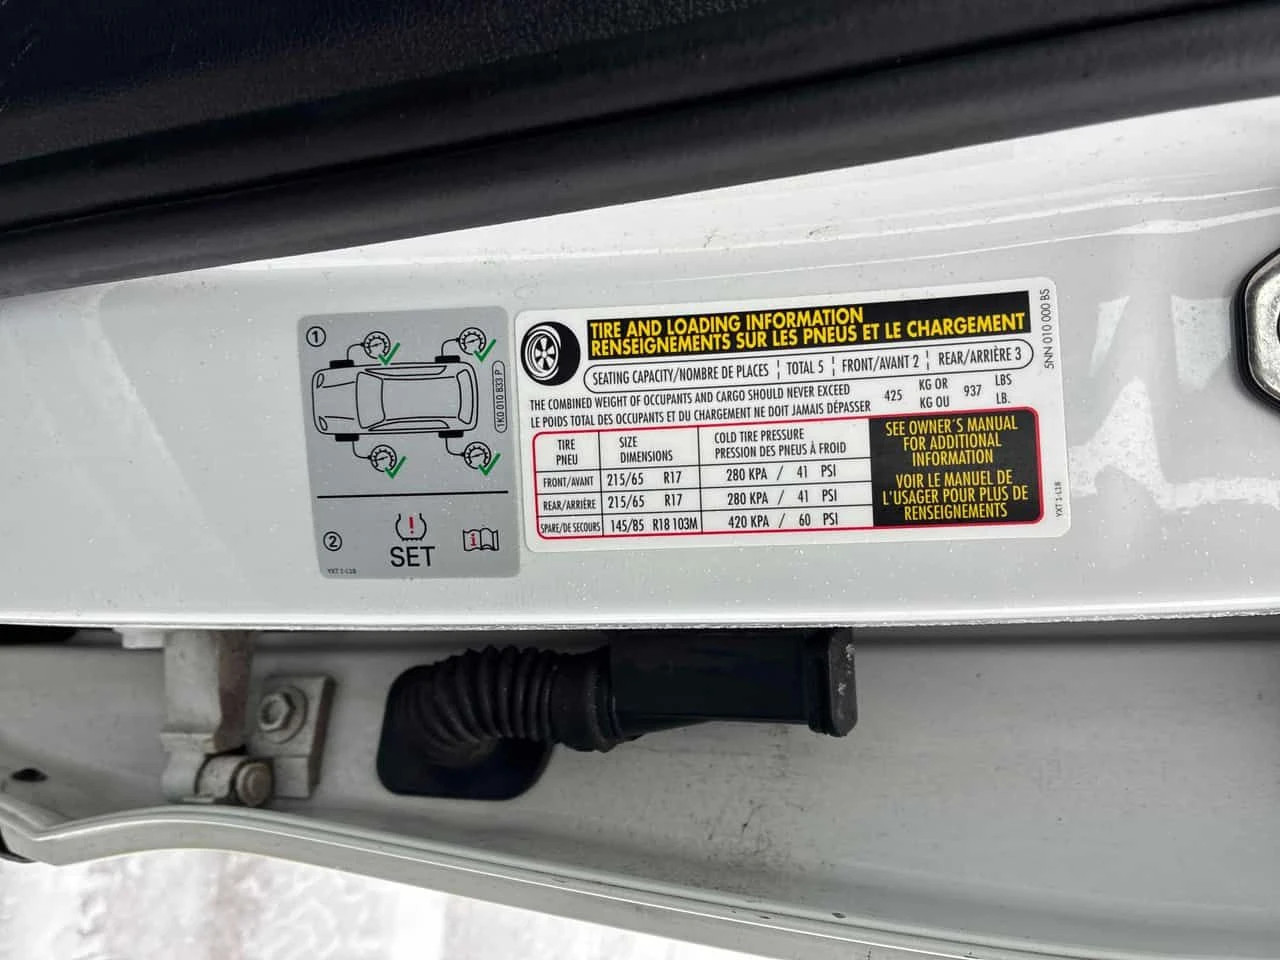 1
1K0 010 833 P
2
SET
i
YXT 1-L18
TIRE AND LOADING INFORMATION
RENSEIGNEMENTS SUR LES PNEUS ET LE CHARGEMENT
SEATING CAPACITY/NOMBRE DE PLACES TOTAL 5 FRONT/AVANT 2 REAR/ARRIÈRE 3
THE COMBINED WEIGHT OF OCCUPANTS AND CARGO SHOULD NEVER EXCEED 425 KG OR 937 LBS
LE POIDS TOTAL DES OCCUPANTS ET DU CHARGEMENT NE DOIT JAMAIS DÉPASSER KG OU LB.
TIRE SIZE COLD TIRE PRESSURE
PNEU DIMENSIONS PRESSION DES PNEUS À FROID
FRONT/AVANT 215/65 R17 280 KPA / 41 PSI
REAR/ARRIÈRE 215/65 R17 280 KPA / 41 PSI
SPARE/DE SECOURS 145/85 R18 103M 420 KPA / 60 PSI
SEE OWNER'S MANUAL
FOR ADDITIONAL
INFORMATION
VOIR LE MANUEL DE
L'USAGER POUR PLUS DE
RENSEIGNEMENTS
5NN 010 000 BS
YXT 1-L18